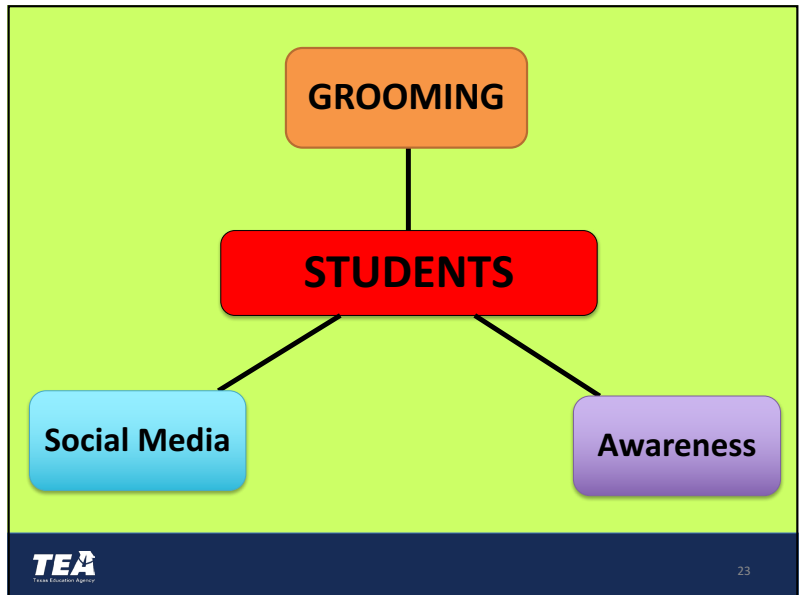 GROOMING
STUDENTS
Social Media
Awareness
TEA
Texas Education Agency
23